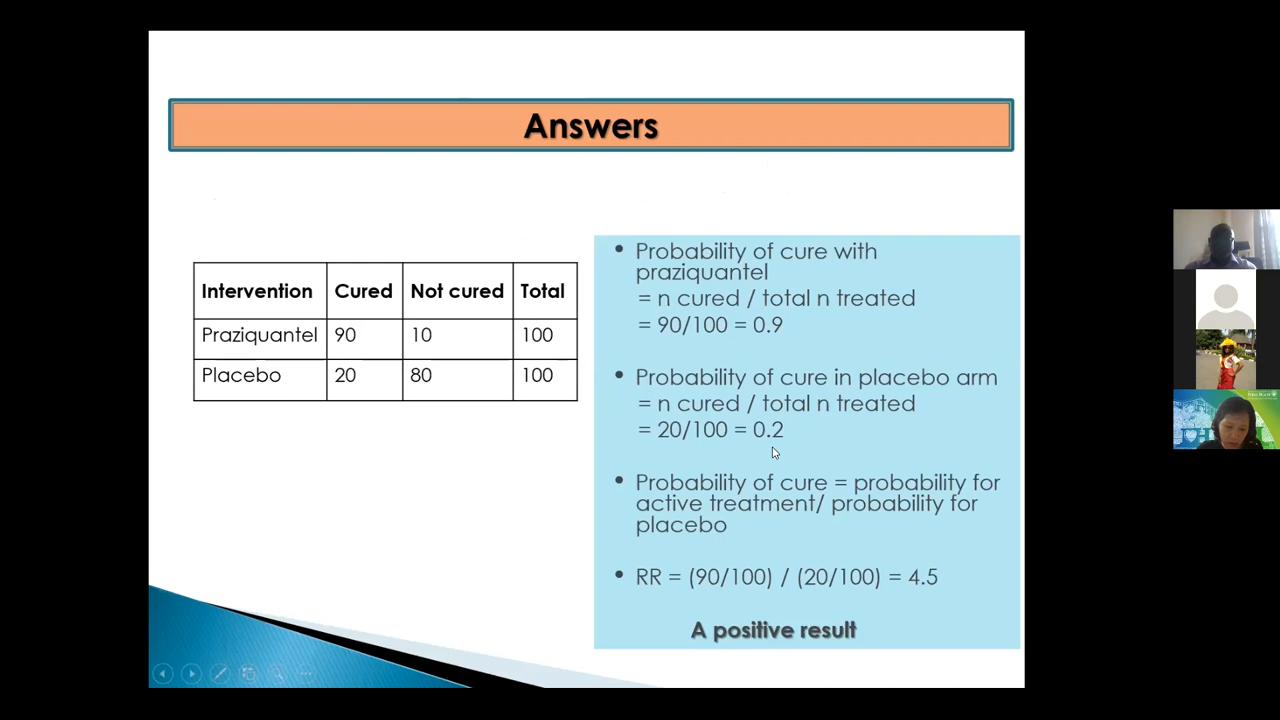 Answers
Intervention Cured Not cured Total
Praziquantel 90 10 100
Placebo 20 80 100
• Probability of cure with
praziquantel
= n cured / total n treated
= 90/100 = 0.9
• Probability of cure in placebo arm
= n cured / total n treated
= 20/100 = 0.2
• Probability of cure = probability for
active treatment/ probability for
placebo
• RR = (90/100) / (20/100) = 4.5
A positive result